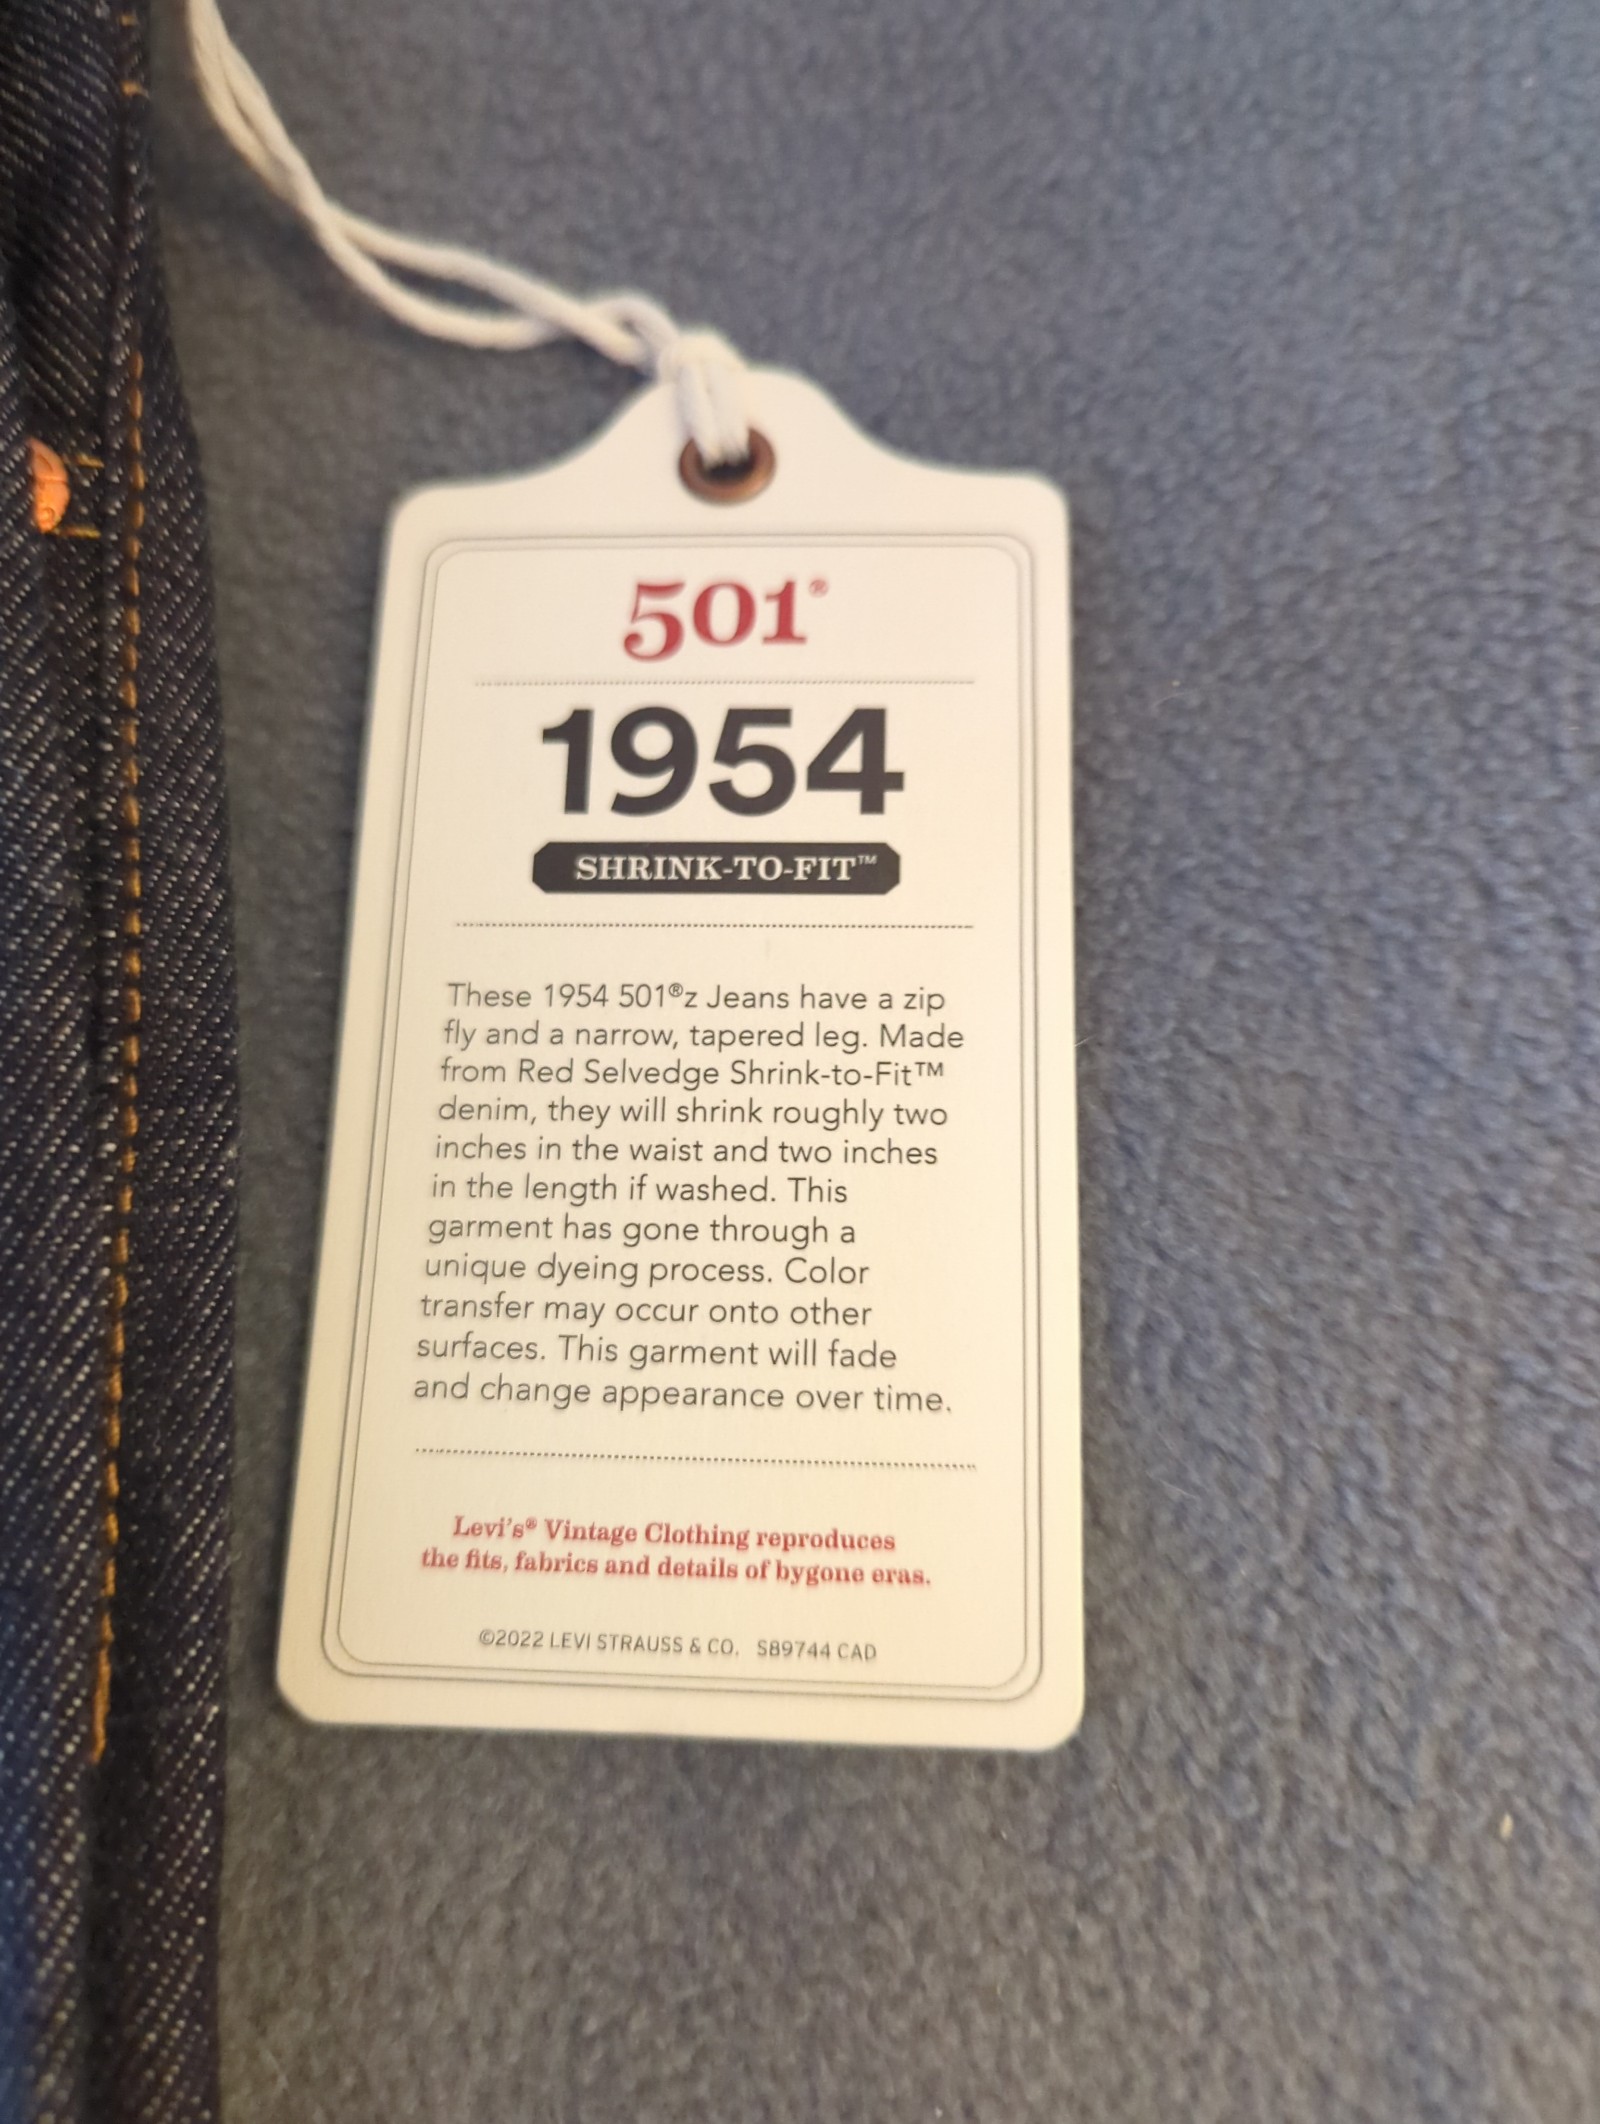 501®
1954
SHRINK-TO-FIT™
These 1954 501®z Jeans have a zip
fly and a narrow, tapered leg. Made
from Red Selvedge Shrink-to-Fit™
denim, they will shrink roughly two
inches in the waist and two inches
in the length if washed. This
garment has gone through a
unique dyeing process. Color
transfer may occur onto other
surfaces. This garment will fade
and change appearance over time.
Levi's® Vintage Clothing reproduces
the fits, fabrics and details of bygone eras.
©2022 LEVI STRAUSS & CO. S89744 CAD